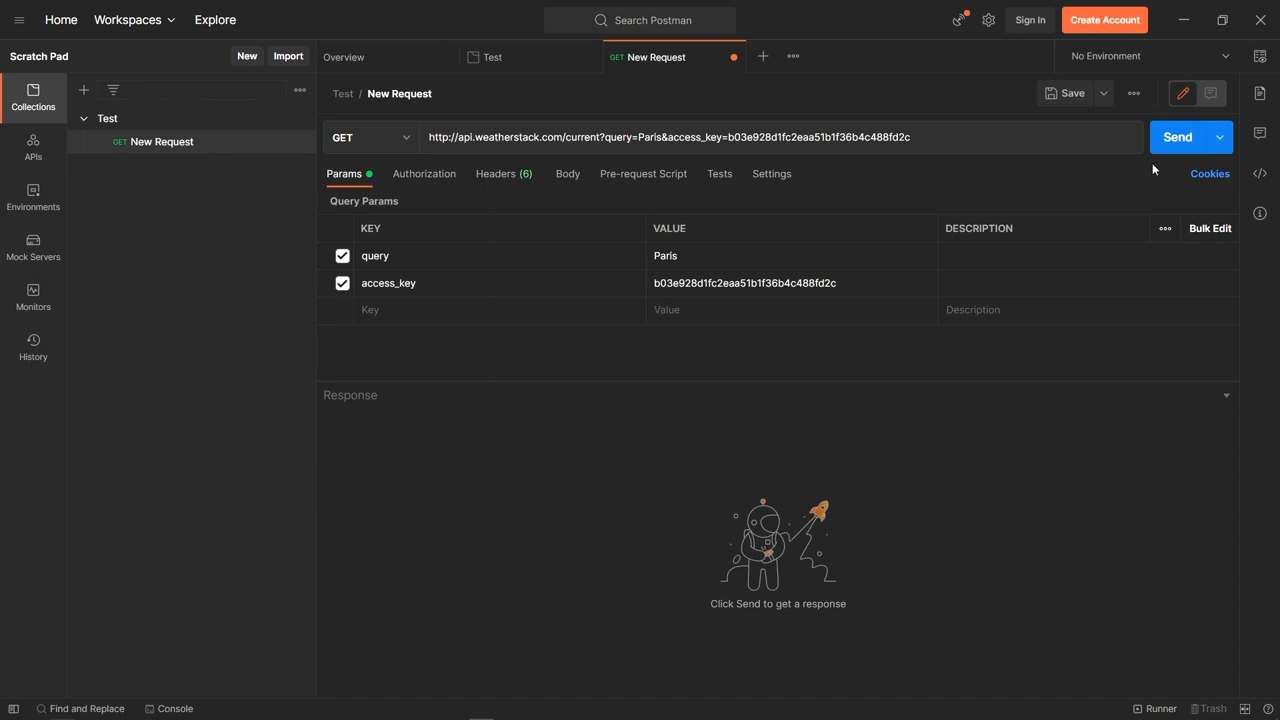 Home Workspaces Explore Search Postman Sign In Create Account
Scratch Pad New Import Overview Test GET New Request No Environment
Collections
Test
GET New Request
APIs
Environments
Mock Servers
Monitors
History
Test / New Request Save
GET http://api.weatherstack.com/current?query=Paris&access_key=b03e928d1fc2eaa51b1f36b4c488fd2c Send
Params Authorization Headers (6) Body Pre-request Script Tests Settings Cookies
Query Params
KEY VALUE DESCRIPTION Bulk Edit
query Paris
access_key b03e928d1fc2eaa51b1f36b4c488fd2c
Key Value Description
Response
Click Send to get a response
Find and Replace Console Runner Trash